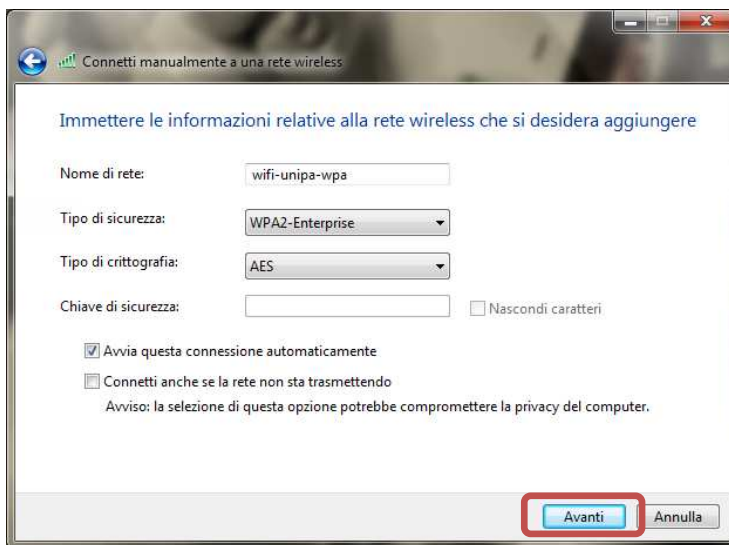 Connetti manualmente a una rete wireless
Immettere le informazioni relative alla rete wireless che si desidera aggiungere
Nome di rete: wifi-unipa-wpa
Tipo di sicurezza: WPA2-Enterprise
Tipo di crittografia: AES
Chiave di sicurezza: Nascondi caratteri
Avvia questa connessione automaticamente
Connetti anche se la rete non sta trasmettendo
Avviso: la selezione di questa opzione potrebbe compromettere la privacy del computer.
Avanti Annulla